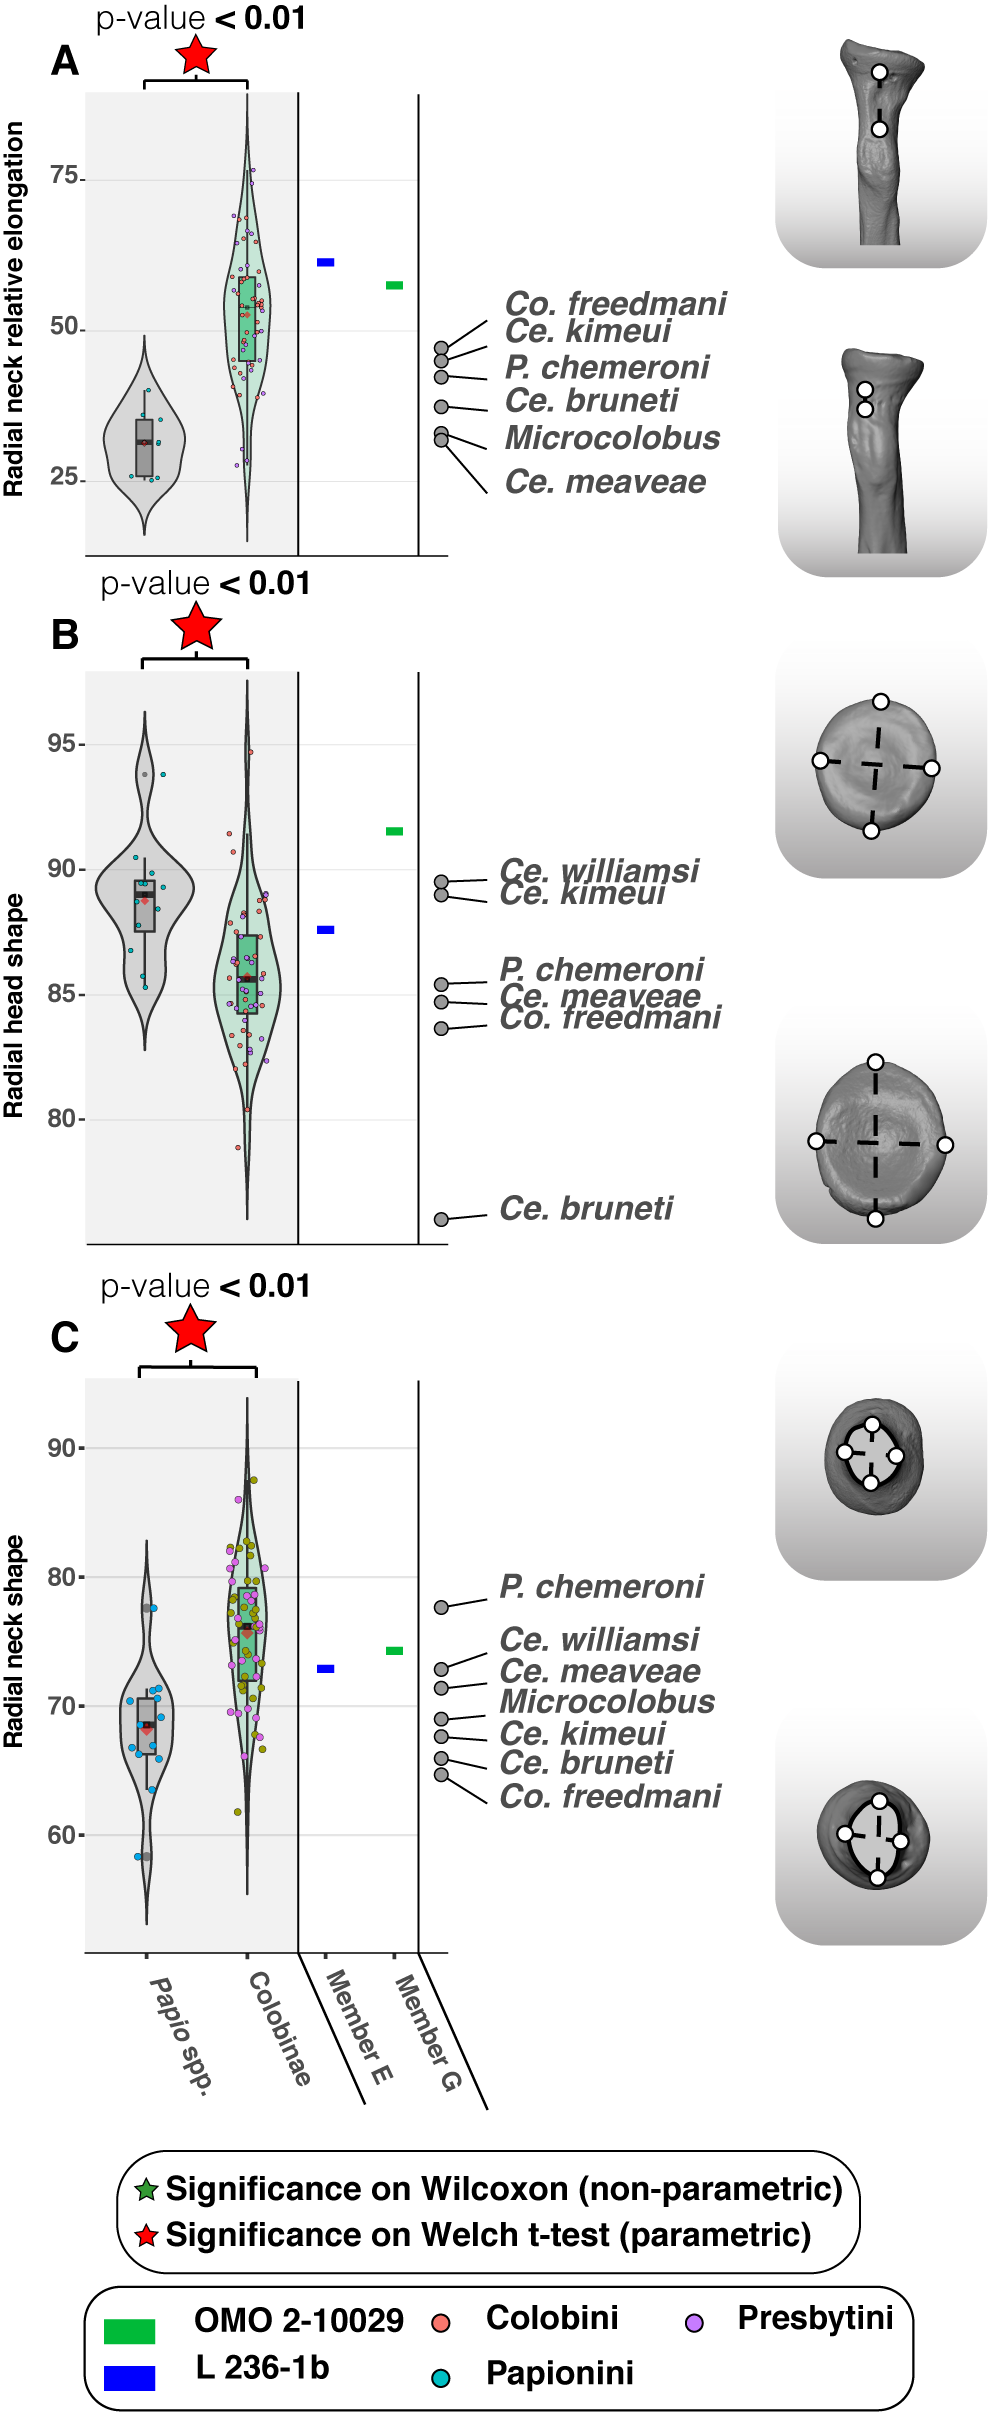 p-value < 0.01
A
Radial neck relative elongation
75
50
25
Co. freedmani
Ce. kimeui
P. chemeroni
Ce. bruneti
Microcolobus
Ce. meaveae
p-value < 0.01
B
Radial head shape
95
90
85
80
Ce. williamsi
Ce. kimeui
P. chemeroni
Ce. meaveae
Co. freedmani
Ce. bruneti
p-value < 0.01
C
Radial neck shape
90
80
70
60
P. chemeroni
Ce. williamsi
Ce. meaveae
Microcolobus
Ce. kimeui
Ce. bruneti
Co. freedmani
Papio spp.
Colobinae
Member E
Member G
Significance on Wilcoxon (non-parametric)
Significance on Welch t-test (parametric)
OMO 2-10029 Colobini Presbytini
L 236-1b Papionini